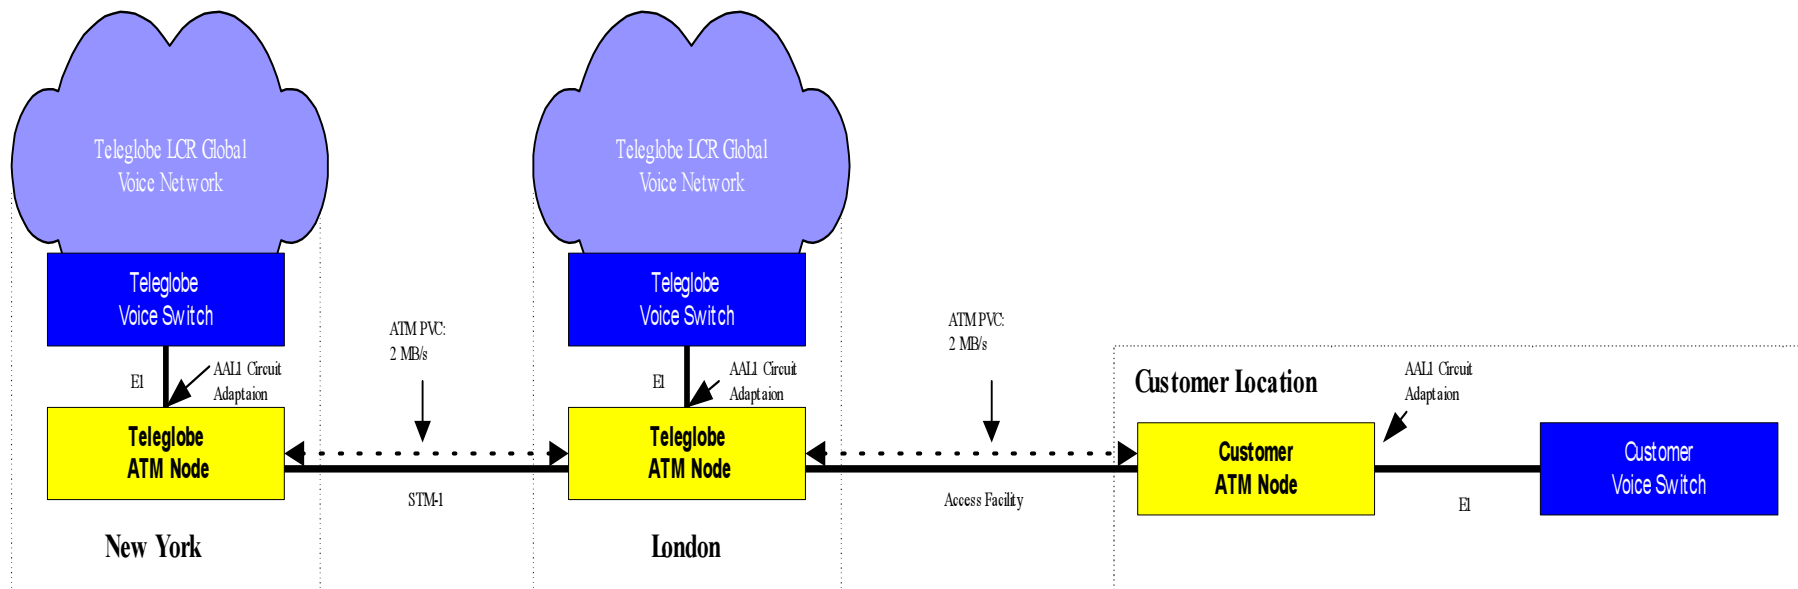 Teleglobe LCR Global
Voice Network
Teleglobe
Voice Switch
E1
AAL1 Circuit
Adaptaion
Teleglobe
ATM Node
New York
ATM PVC:
2 MB/s
STM-1
Teleglobe LCR Global
Voice Network
Teleglobe
Voice Switch
E1
AAL1 Circuit
Adaptaion
Teleglobe
ATM Node
London
ATM PVC:
2 MB/s
Access Facility
Customer Location
AAL1 Circuit
Adaptaion
Customer
ATM Node
E1
Customer
Voice Switch